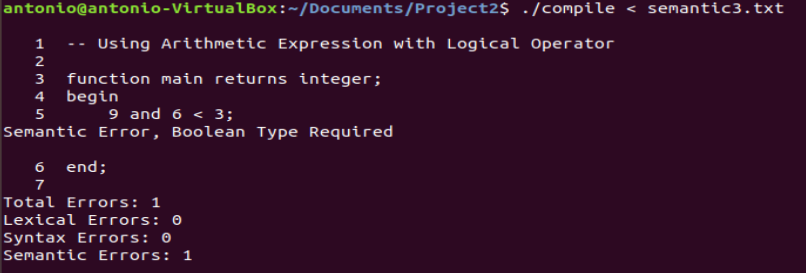 antonio@antonio-VirtualBox:~/Documents/Project2$ ./compile < semantic3.txt
1 -- Using Arithmetic Expression with Logical Operator
2
3 function main returns integer;
4 begin
5 9 and 6 < 3;
Semantic Error, Boolean Type Required
6 end;
7
Total Errors: 1
Lexical Errors: 0
Syntax Errors: 0
Semantic Errors: 1